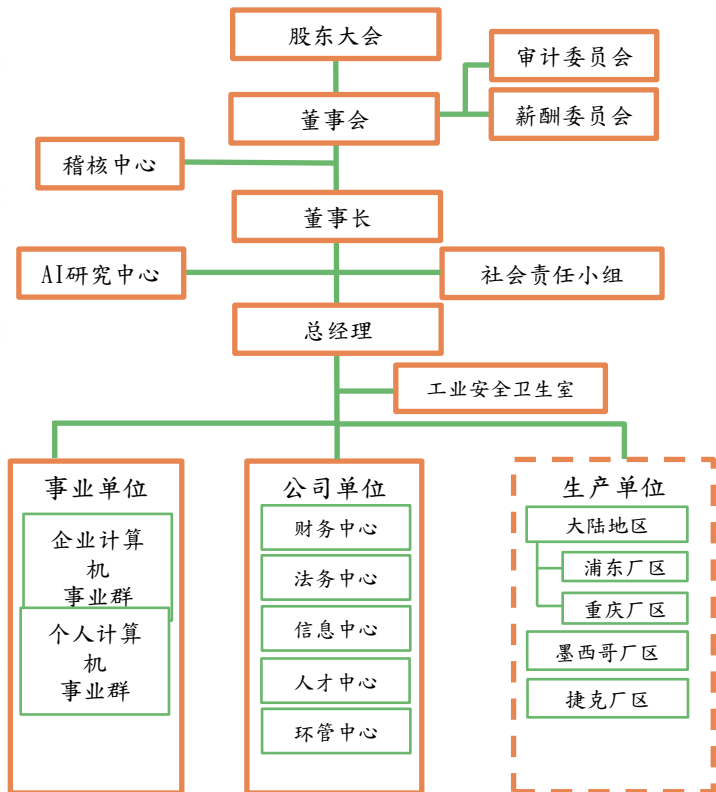 股东大会
审计委员会
董事会
薪酬委员会
稽核中心
董事长
AI研究中心
社会责任小组
总经理
工业安全卫生室
事业单位
企业计算
机
事业群
个人计算
机
事业群
公司单位
财务中心
法务中心
信息中心
人才中心
环管中心
生产单位
大陆地区
浦东厂区
重庆厂区
墨西哥厂区
捷克厂区